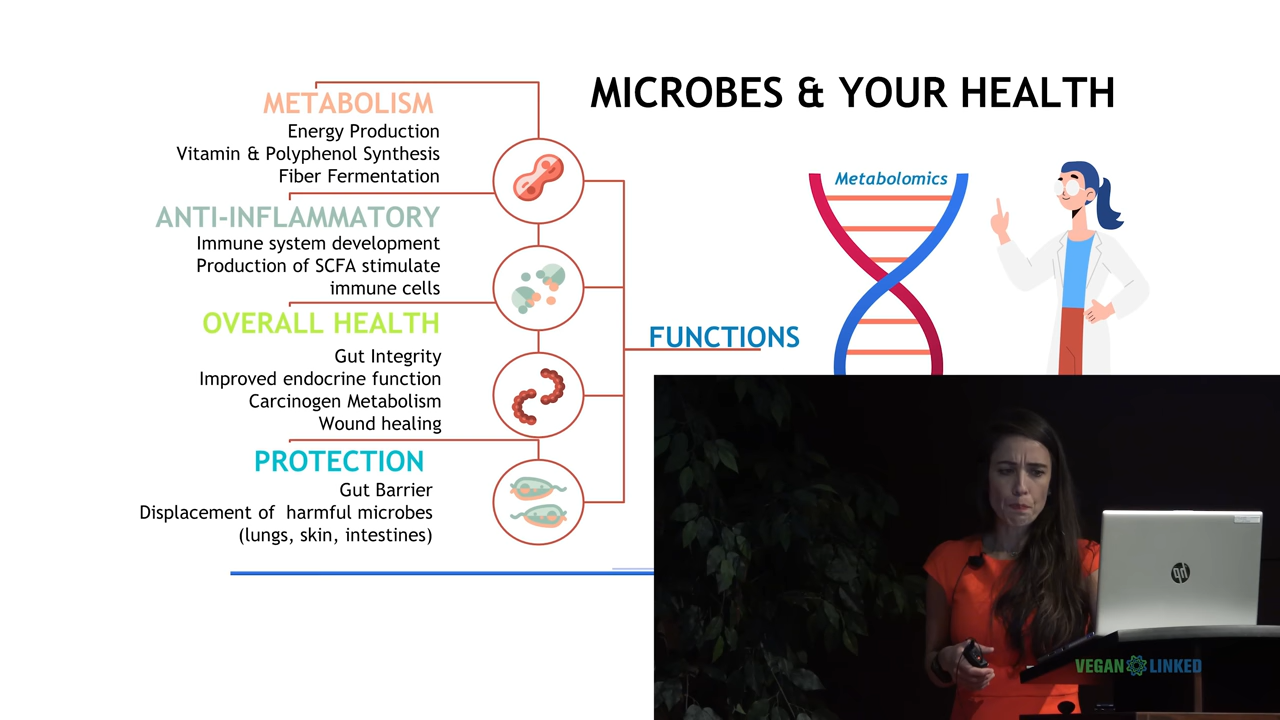 MICROBES & YOUR HEALTH
METABOLISM
Energy Production
Vitamin & Polyphenol Synthesis
Fiber Fermentation
ANTI-INFLAMMATORY
Immune system development
Production of SCFA stimulate
immune cells
OVERALL HEALTH
Gut Integrity
Improved endocrine function
Carcinogen Metabolism
Wound healing
PROTECTION
Gut Barrier
Displacement of harmful microbes
(lungs, skin, intestines)
FUNCTIONS
Metabolomics
hp
VEGAN LINKED